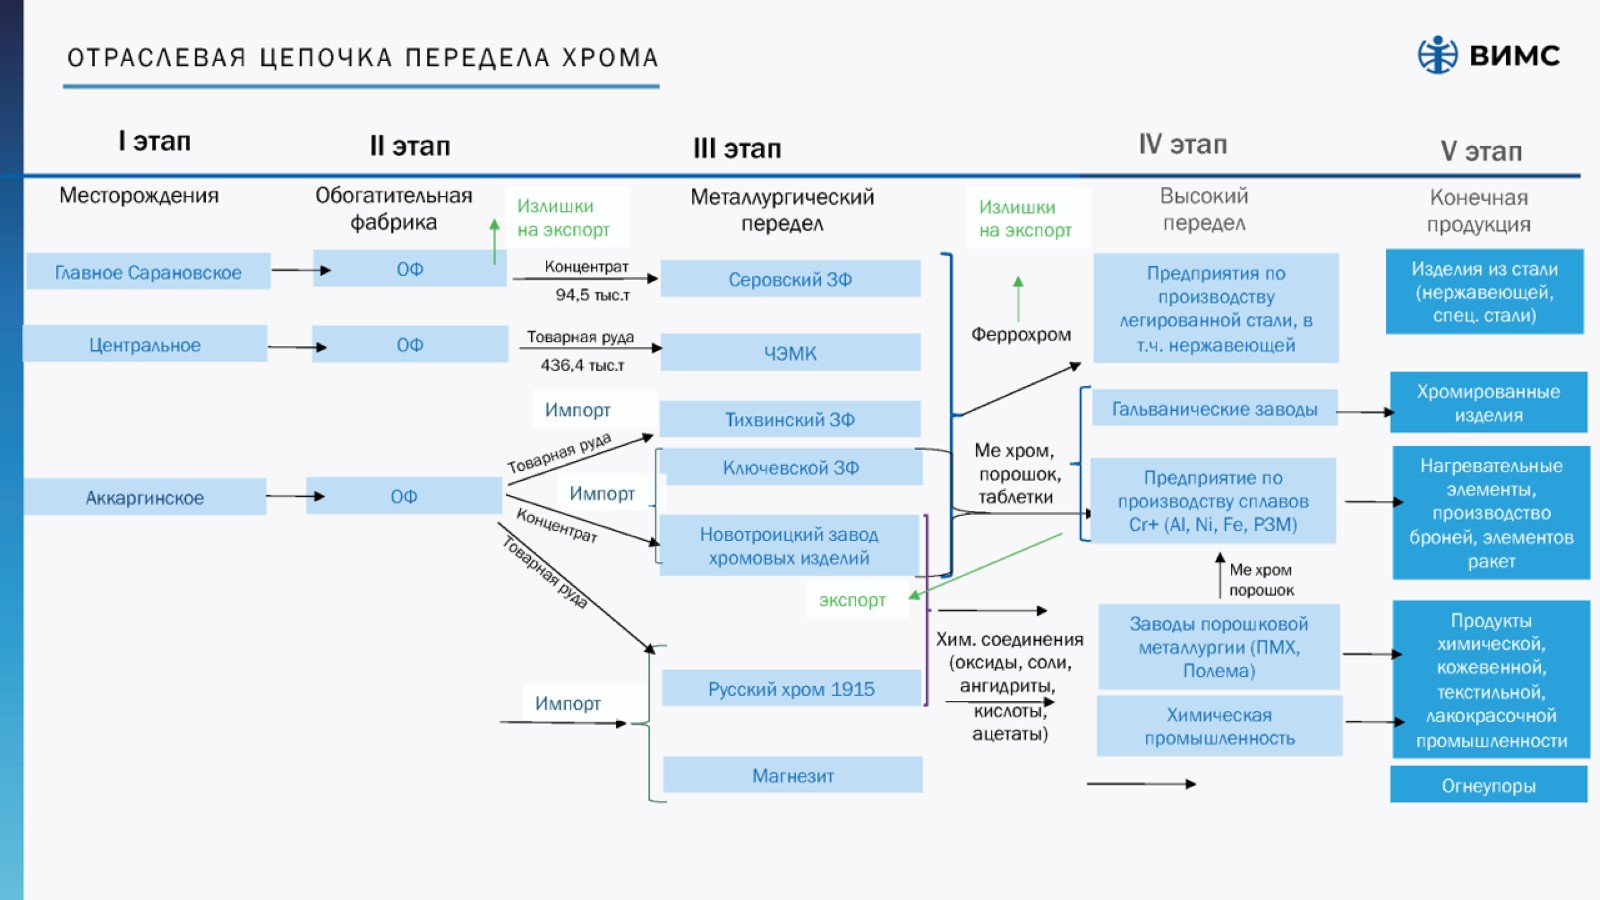 ОТРАСЛЕВАЯ ЦЕПОЧКА ПЕРЕДЕЛА ХРОМА
ВИМС
I этап
II этап
III этап
IV этап
V этап
Месторождения
Обогатительная
фабрика
Излишки
на экспорт
Металлургический
передел
Излишки
на экспорт
Высокий
передел
Конечная
продукция
Главное Сарановское
ОФ
Концентрат
94,5 тыс.т
Серовский ЗФ
Феррохром
Предприятия по
производству
легированной стали, в
т.ч. нержавеющей
Изделия из стали
(нержавеющей,
спец. стали)
Центральное
ОФ
Товарная руда
436,4 тыс.т
ЧЭМК
Импорт
Товарная руда
Тихвинский ЗФ
Гальванические заводы
Хромированные
изделия
Аккаргинское
ОФ
Импорт
Концентрат
Товарная руда
Ключевской ЗФ
Новотроицкий завод
хромовых изделий
Ме хром,
порошок,
таблетки
Предприятие по
производству сплавов
Cr+ (Al, Ni, Fe, РЗМ)
Нагревательные
элементы,
производство
броней, элементов
ракет
экспорт
Ме хром
порошок
Хим. соединения
(оксиды, соли,
ангидриты,
кислоты,
ацетаты)
Заводы порошковой
металлургии (ПМХ,
Полема)
Продукты
химической,
кожевенной,
текстильной,
лакокрасочной
промышленности
Импорт
Русский хром 1915
Химическая
промышленность
Магнезит
Огнеупоры